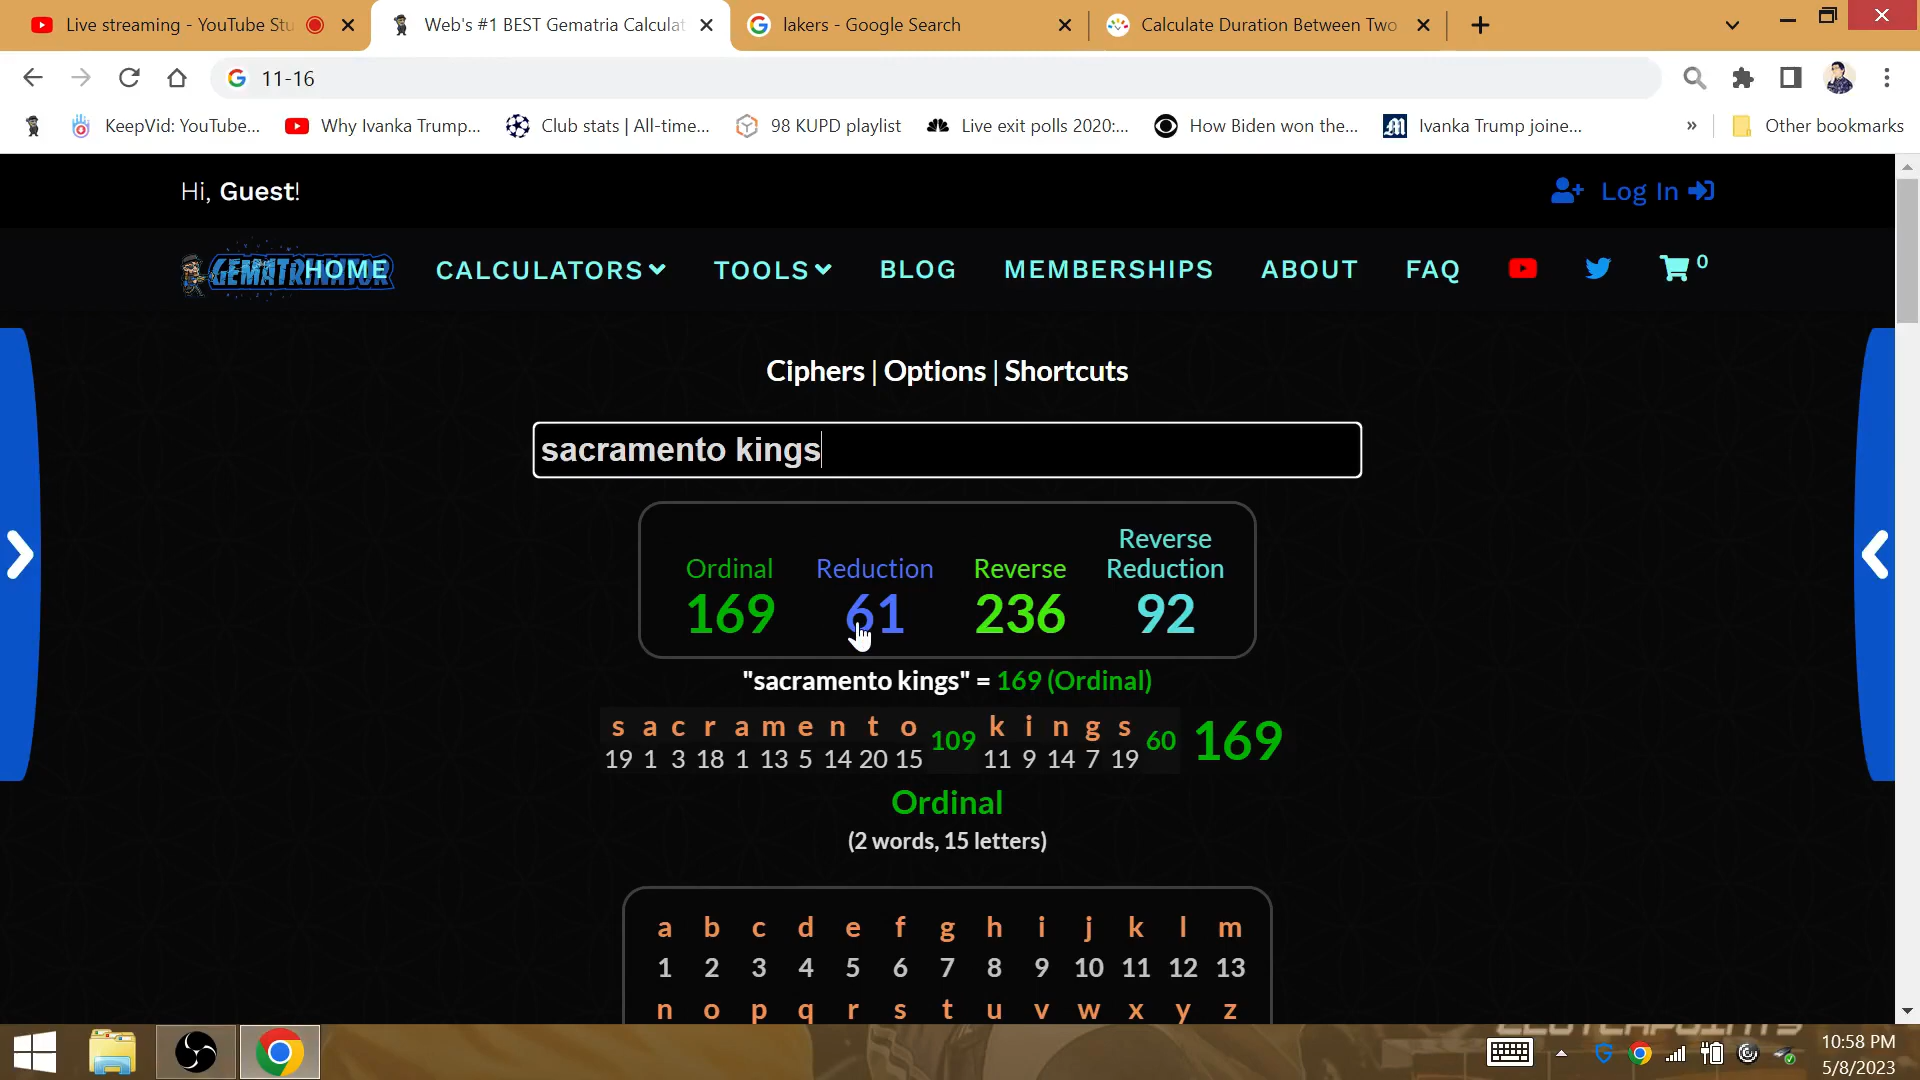 Live streaming - YouTube Stu
Web's #1 BEST Gematria Calculat
lakers - Google Search
Calculate Duration Between Two
11-16
KeepVid: YouTube...
Why Ivanka Trump...
Club stats | All-time...
98 KUPD playlist
Live exit polls 2020:...
How Biden won the...
Ivanka Trump joine...
»
Other bookmarks
Hi, Guest!
Log In
GEMATRINATOR
HOME
CALCULATORS
TOOLS
BLOG
MEMBERSHIPS
ABOUT
FAQ
0
Ciphers | Options | Shortcuts
sacramento kings
Ordinal Reduction Reverse Reverse Reduction
169 61 236 92
"sacramento kings" = 169 (Ordinal)
s a c r a m e n t o 109 k i n g s 60 169
19 1 3 18 1 13 5 14 20 15 11 9 14 7 19
Ordinal
(2 words, 15 letters)
a b c d e f g h i j k l m
1 2 3 4 5 6 7 8 9 10 11 12 13
n o p q r s t u v w x y z
CLUTCHPOINTS
10:58 PM
5/8/2023